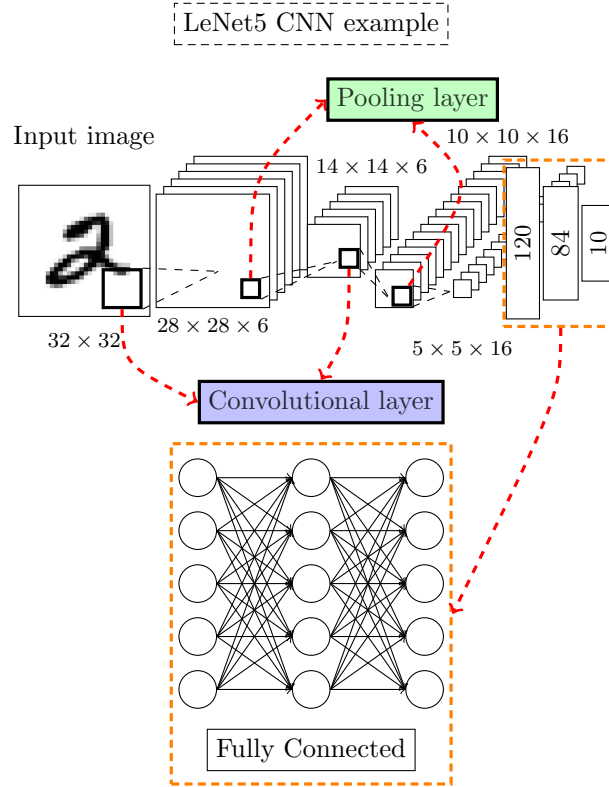 LeNet5 CNN example
Pooling layer
Input image
10 × 10 × 16
14 × 14 × 6
120
84
10
28 × 28 × 6
32 × 32
5 × 5 × 16
Convolutional layer
Fully Connected